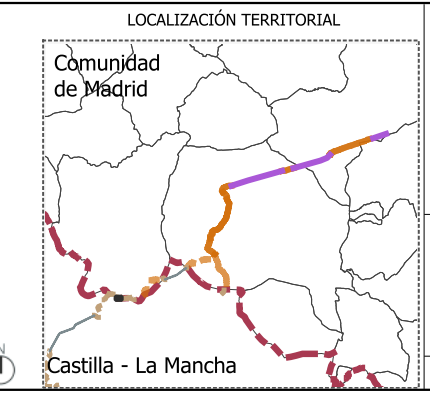 LOCALIZACIÓN TERRITORIAL
Comunidad
de Madrid
Castilla - La Mancha
N